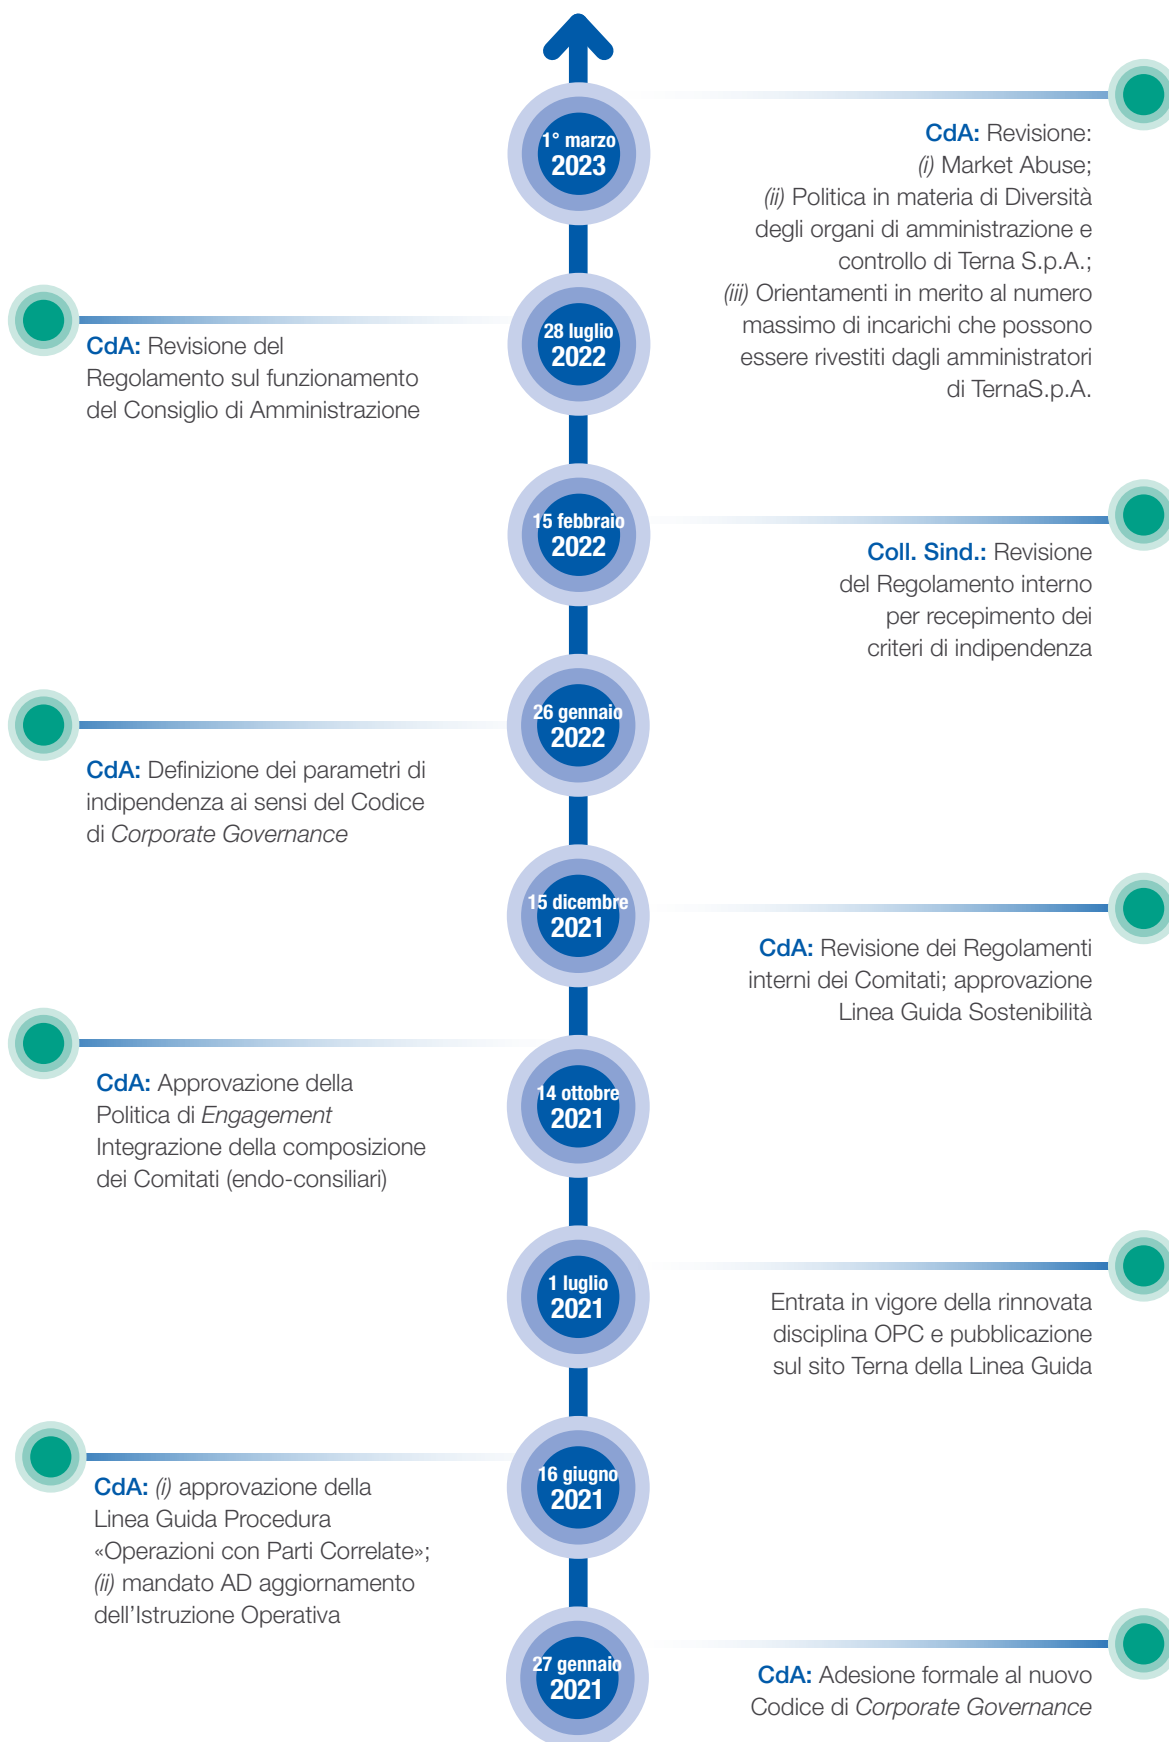 1° marzo
2023
CdA: Revisione:
(i) Market Abuse;
(ii) Politica in materia di Diversità
degli organi di amministrazione e
controllo di Terna S.p.A.;
(iii) Orientamenti in merito al numero
massimo di incarichi che possono
essere rivestiti dagli amministratori
di TernaS.p.A.
28 luglio
2022
CdA: Revisione del
Regolamento sul funzionamento
del Consiglio di Amministrazione
15 febbraio
2022
Coll. Sind.: Revisione
del Regolamento interno
per recepimento dei
criteri di indipendenza
26 gennaio
2022
CdA: Definizione dei parametri di
indipendenza ai sensi del Codice
di Corporate Governance
15 dicembre
2021
CdA: Revisione dei Regolamenti
interni dei Comitati; approvazione
Linea Guida Sostenibilità
14 ottobre
2021
CdA: Approvazione della
Politica di Engagement
Integrazione della composizione
dei Comitati (endo-consiliari)
1 luglio
2021
Entrata in vigore della rinnovata
disciplina OPC e pubblicazione
sul sito Terna della Linea Guida
16 giugno
2021
CdA: (i) approvazione della
Linea Guida Procedura
«Operazioni con Parti Correlate»;
(ii) mandato AD aggiornamento
dell'Istruzione Operativa
27 gennaio
2021
CdA: Adesione formale al nuovo
Codice di Corporate Governance